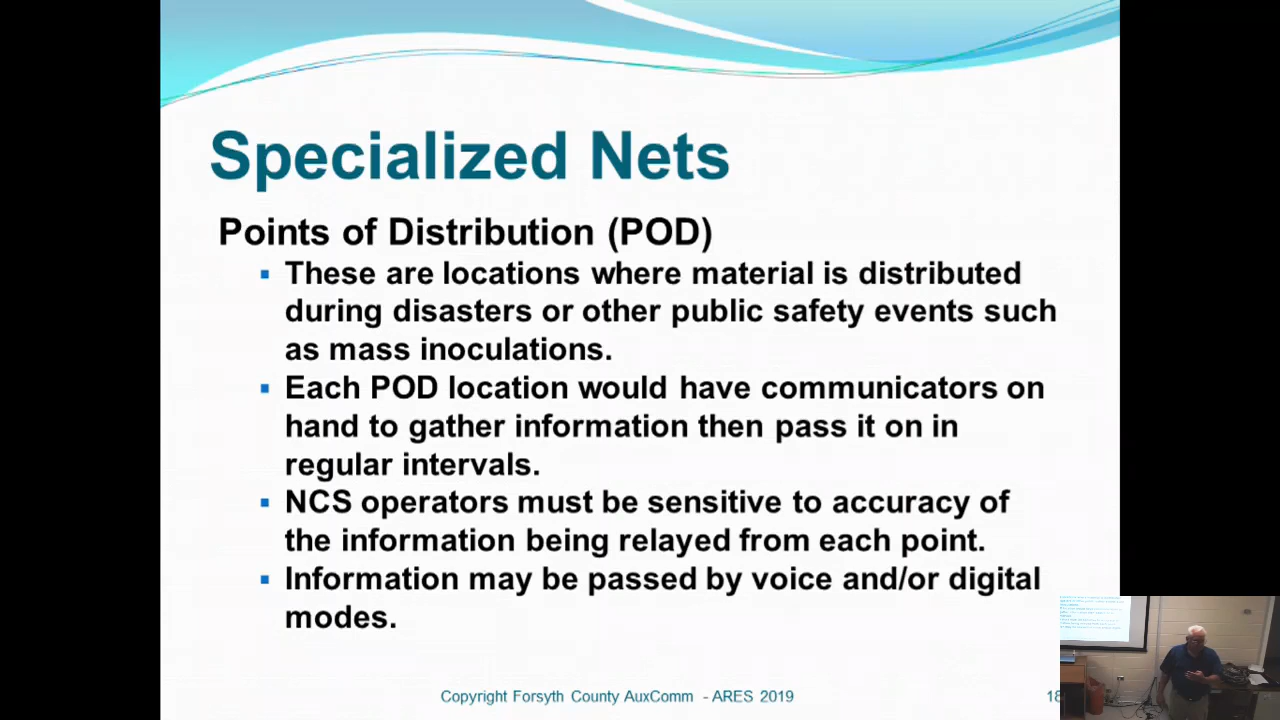 Specialized Nets
Points of Distribution (POD)
▪ These are locations where material is distributed
during disasters or other public safety events such
as mass inoculations.
▪ Each POD location would have communicators on
hand to gather information then pass it on in
regular intervals.
▪ NCS operators must be sensitive to accuracy of
the information being relayed from each point.
▪ Information may be passed by voice and/or digital
modes.
Copyright Forsyth County AuxComm - ARES 2019
18